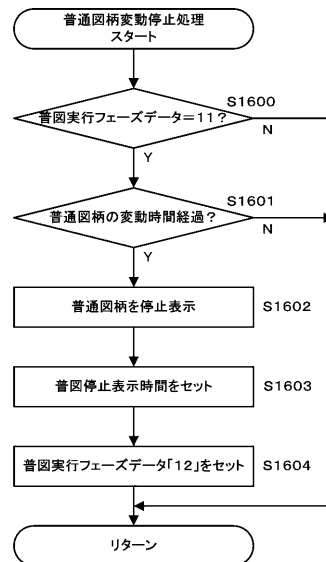 普通図柄変動停止処理
スタート
S1600
普図実行フェーズデータ=11?
N
Y
S1601
普通図柄の変動時間経過?
N
Y
普通図柄を停止表示
S1602
普図停止表示時間をセット
S1603
普図実行フェーズデータ「12」をセット
S1604
リターン